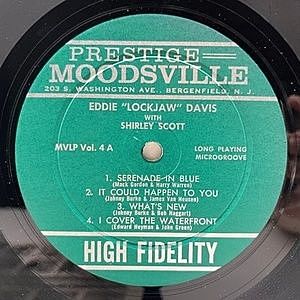 PRESTIGE
MOODSVILLE
203 S. WASHINGTON AVE., BERGENFIELD, N. J.
EDDIE "LOCKJAW" DAVIS
WITH
SHIRLEY SCOTT
MVLP Vol. 4 A
LONG PLAYING
MICROGROOVE
1. SERENADE IN BLUE
(Mack Gordon & Harry Warren)
2. IT COULD HAPPEN TO YOU
(Johnny Burke & James Van Heusen)
3. WHAT'S NEW
(Johnny Burke & Bob Haggart)
4. I COVER THE WATERFRONT
(Edward Heyman & John Green)
HIGH FIDELITY